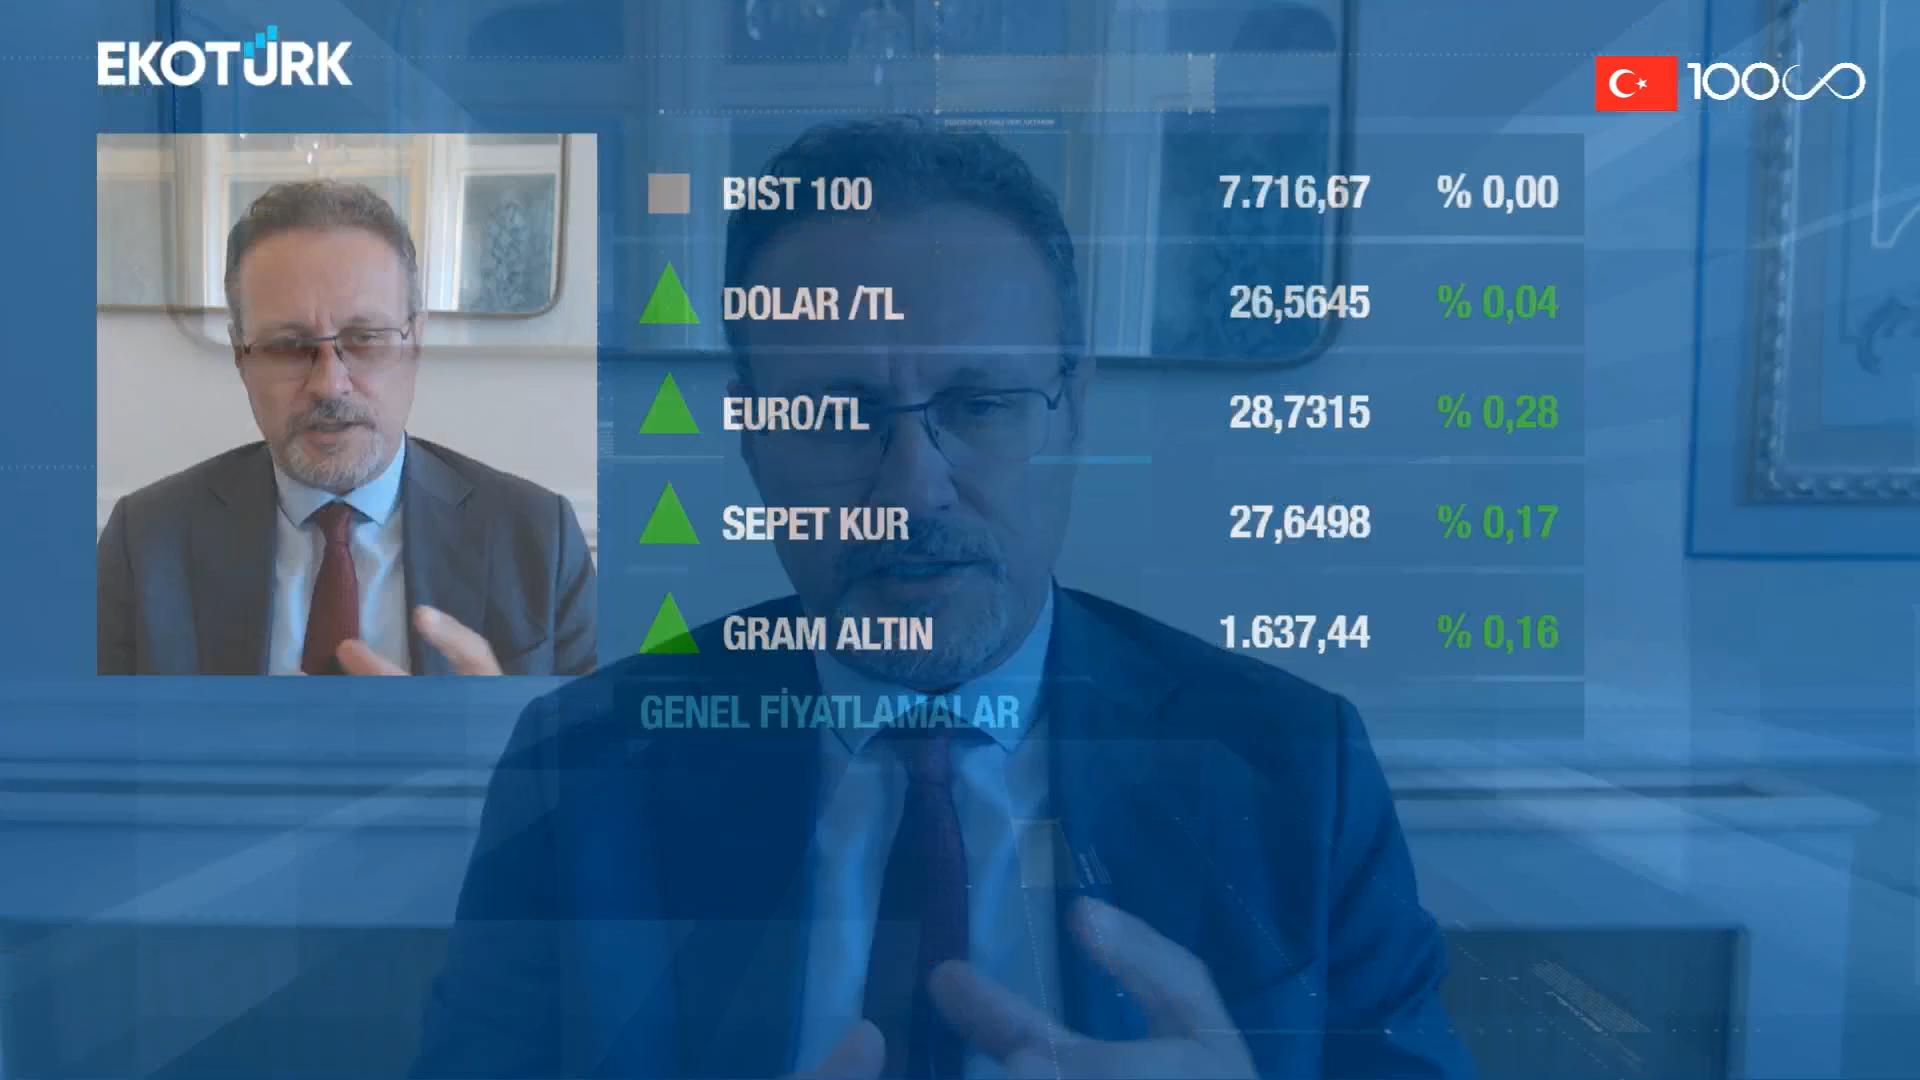 EKOTÜRK
100
BIST 100 7.716,67 % 0,00
DOLAR /TL 26,5645 % 0,04
EURO/TL 28,7315 % 0,28
SEPET KUR 27,6498 % 0,17
GRAM ALTIN 1.637,44 % 0,16
GENEL FİYATLAMALAR